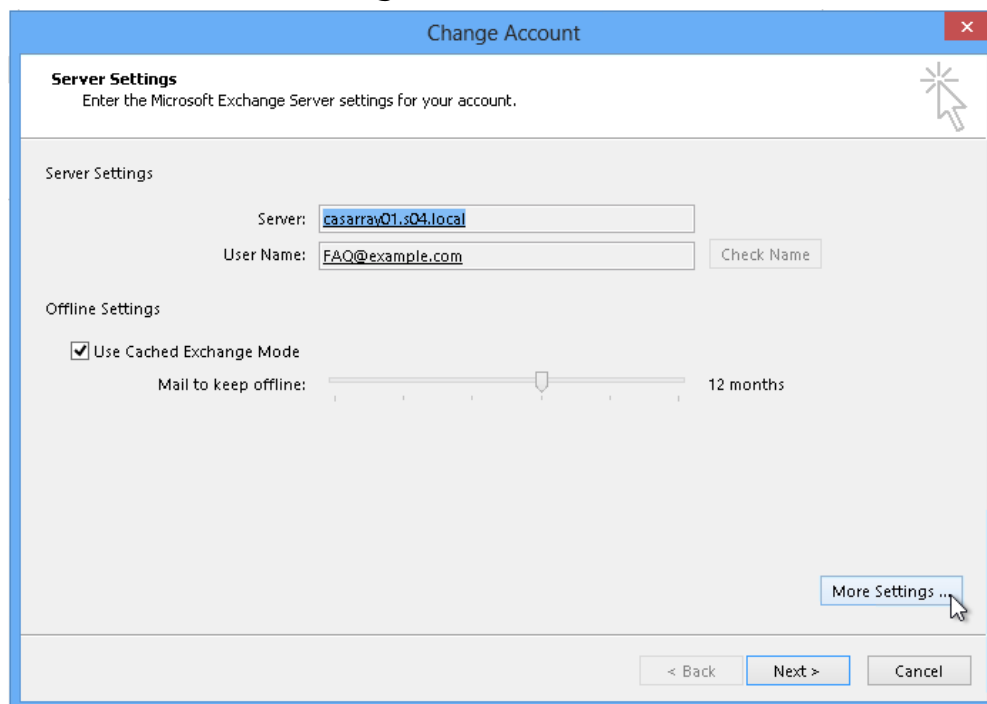 Change Account
Server Settings
Enter the Microsoft Exchange Server settings for your account.
Server Settings
Server: casarray01.s04.local
User Name: FAQ@example.com Check Name
Offline Settings
Use Cached Exchange Mode
Mail to keep offline: 12 months
More Settings ...
< Back Next > Cancel